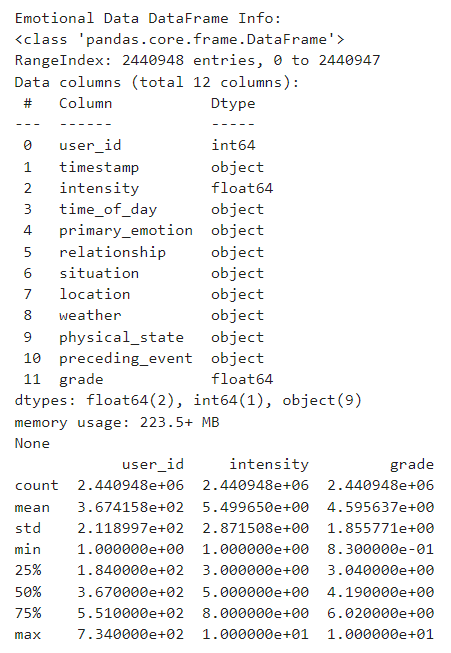 Emotional Data DataFrame Info:
<class 'pandas.core.frame.DataFrame'>
RangeIndex: 2440948 entries, 0 to 2440947
Data columns (total 12 columns):
 #   Column           Dtype
---  ------           -----
 0   user_id          int64
 1   timestamp        object
 2   intensity        float64
 3   time_of_day      object
 4   primary_emotion  object
 5   relationship     object
 6   situation        object
 7   location         object
 8   weather          object
 9   physical_state   object
 10  preceding_event  object
 11  grade            float64
dtypes: float64(2), int64(1), object(9)
memory usage: 223.5+ MB
None
            user_id     intensity         grade
count  2.440948e+06  2.440948e+06  2.440948e+06
mean   3.674158e+02  5.499650e+00  4.595637e+00
std    2.118997e+02  2.871508e+00  1.855771e+00
min    1.000000e+00  1.000000e+00  8.300000e-01
25%    1.840000e+02  3.000000e+00  3.040000e+00
50%    3.670000e+02  5.000000e+00  4.190000e+00
75%    5.510000e+02  8.000000e+00  6.020000e+00
max    7.340000e+02  1.000000e+01  1.000000e+01